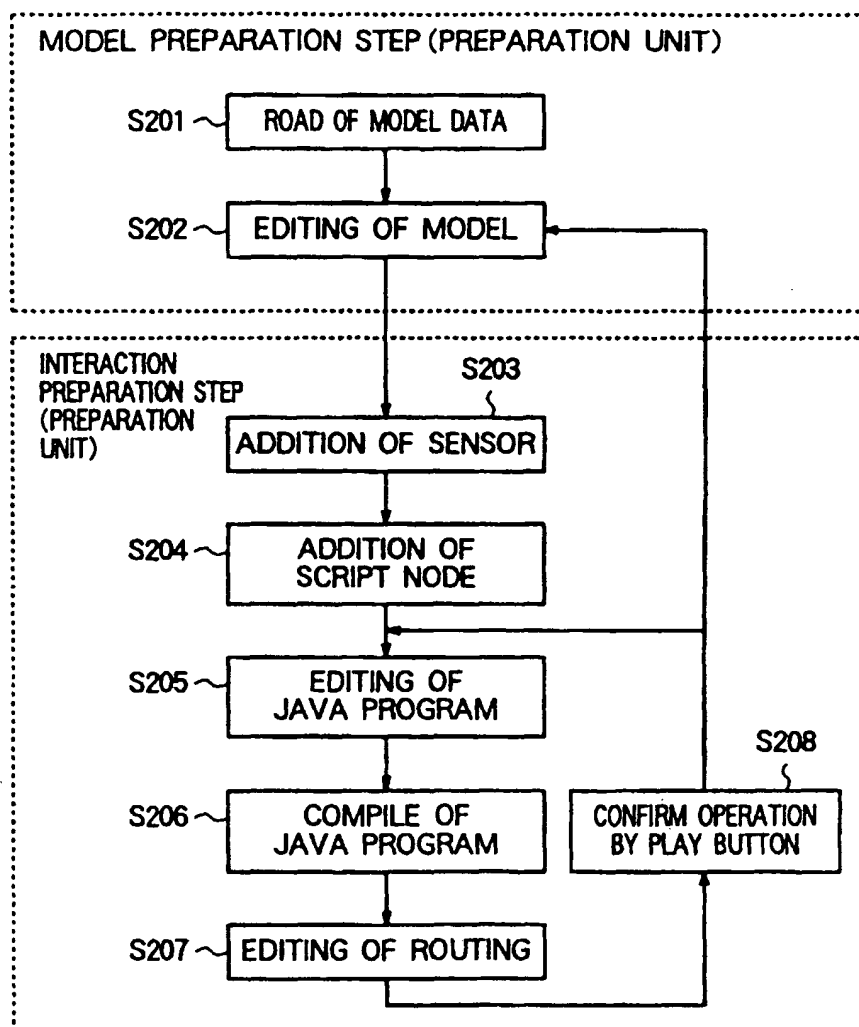 MODEL PREPARATION STEP (PREPARATION UNIT)
S201
ROAD OF MODEL DATA
S202
EDITING OF MODEL
INTERACTION
PREPARATION STEP
(PREPARATION
UNIT)
S203
ADDITION OF SENSOR
S204
ADDITION OF
SCRIPT NODE
S205
EDITING OF
JAVA PROGRAM
S206
COMPILE OF
JAVA PROGRAM
S208
CONFIRM OPERATION
BY PLAY BUTTON
S207
EDITING OF ROUTING